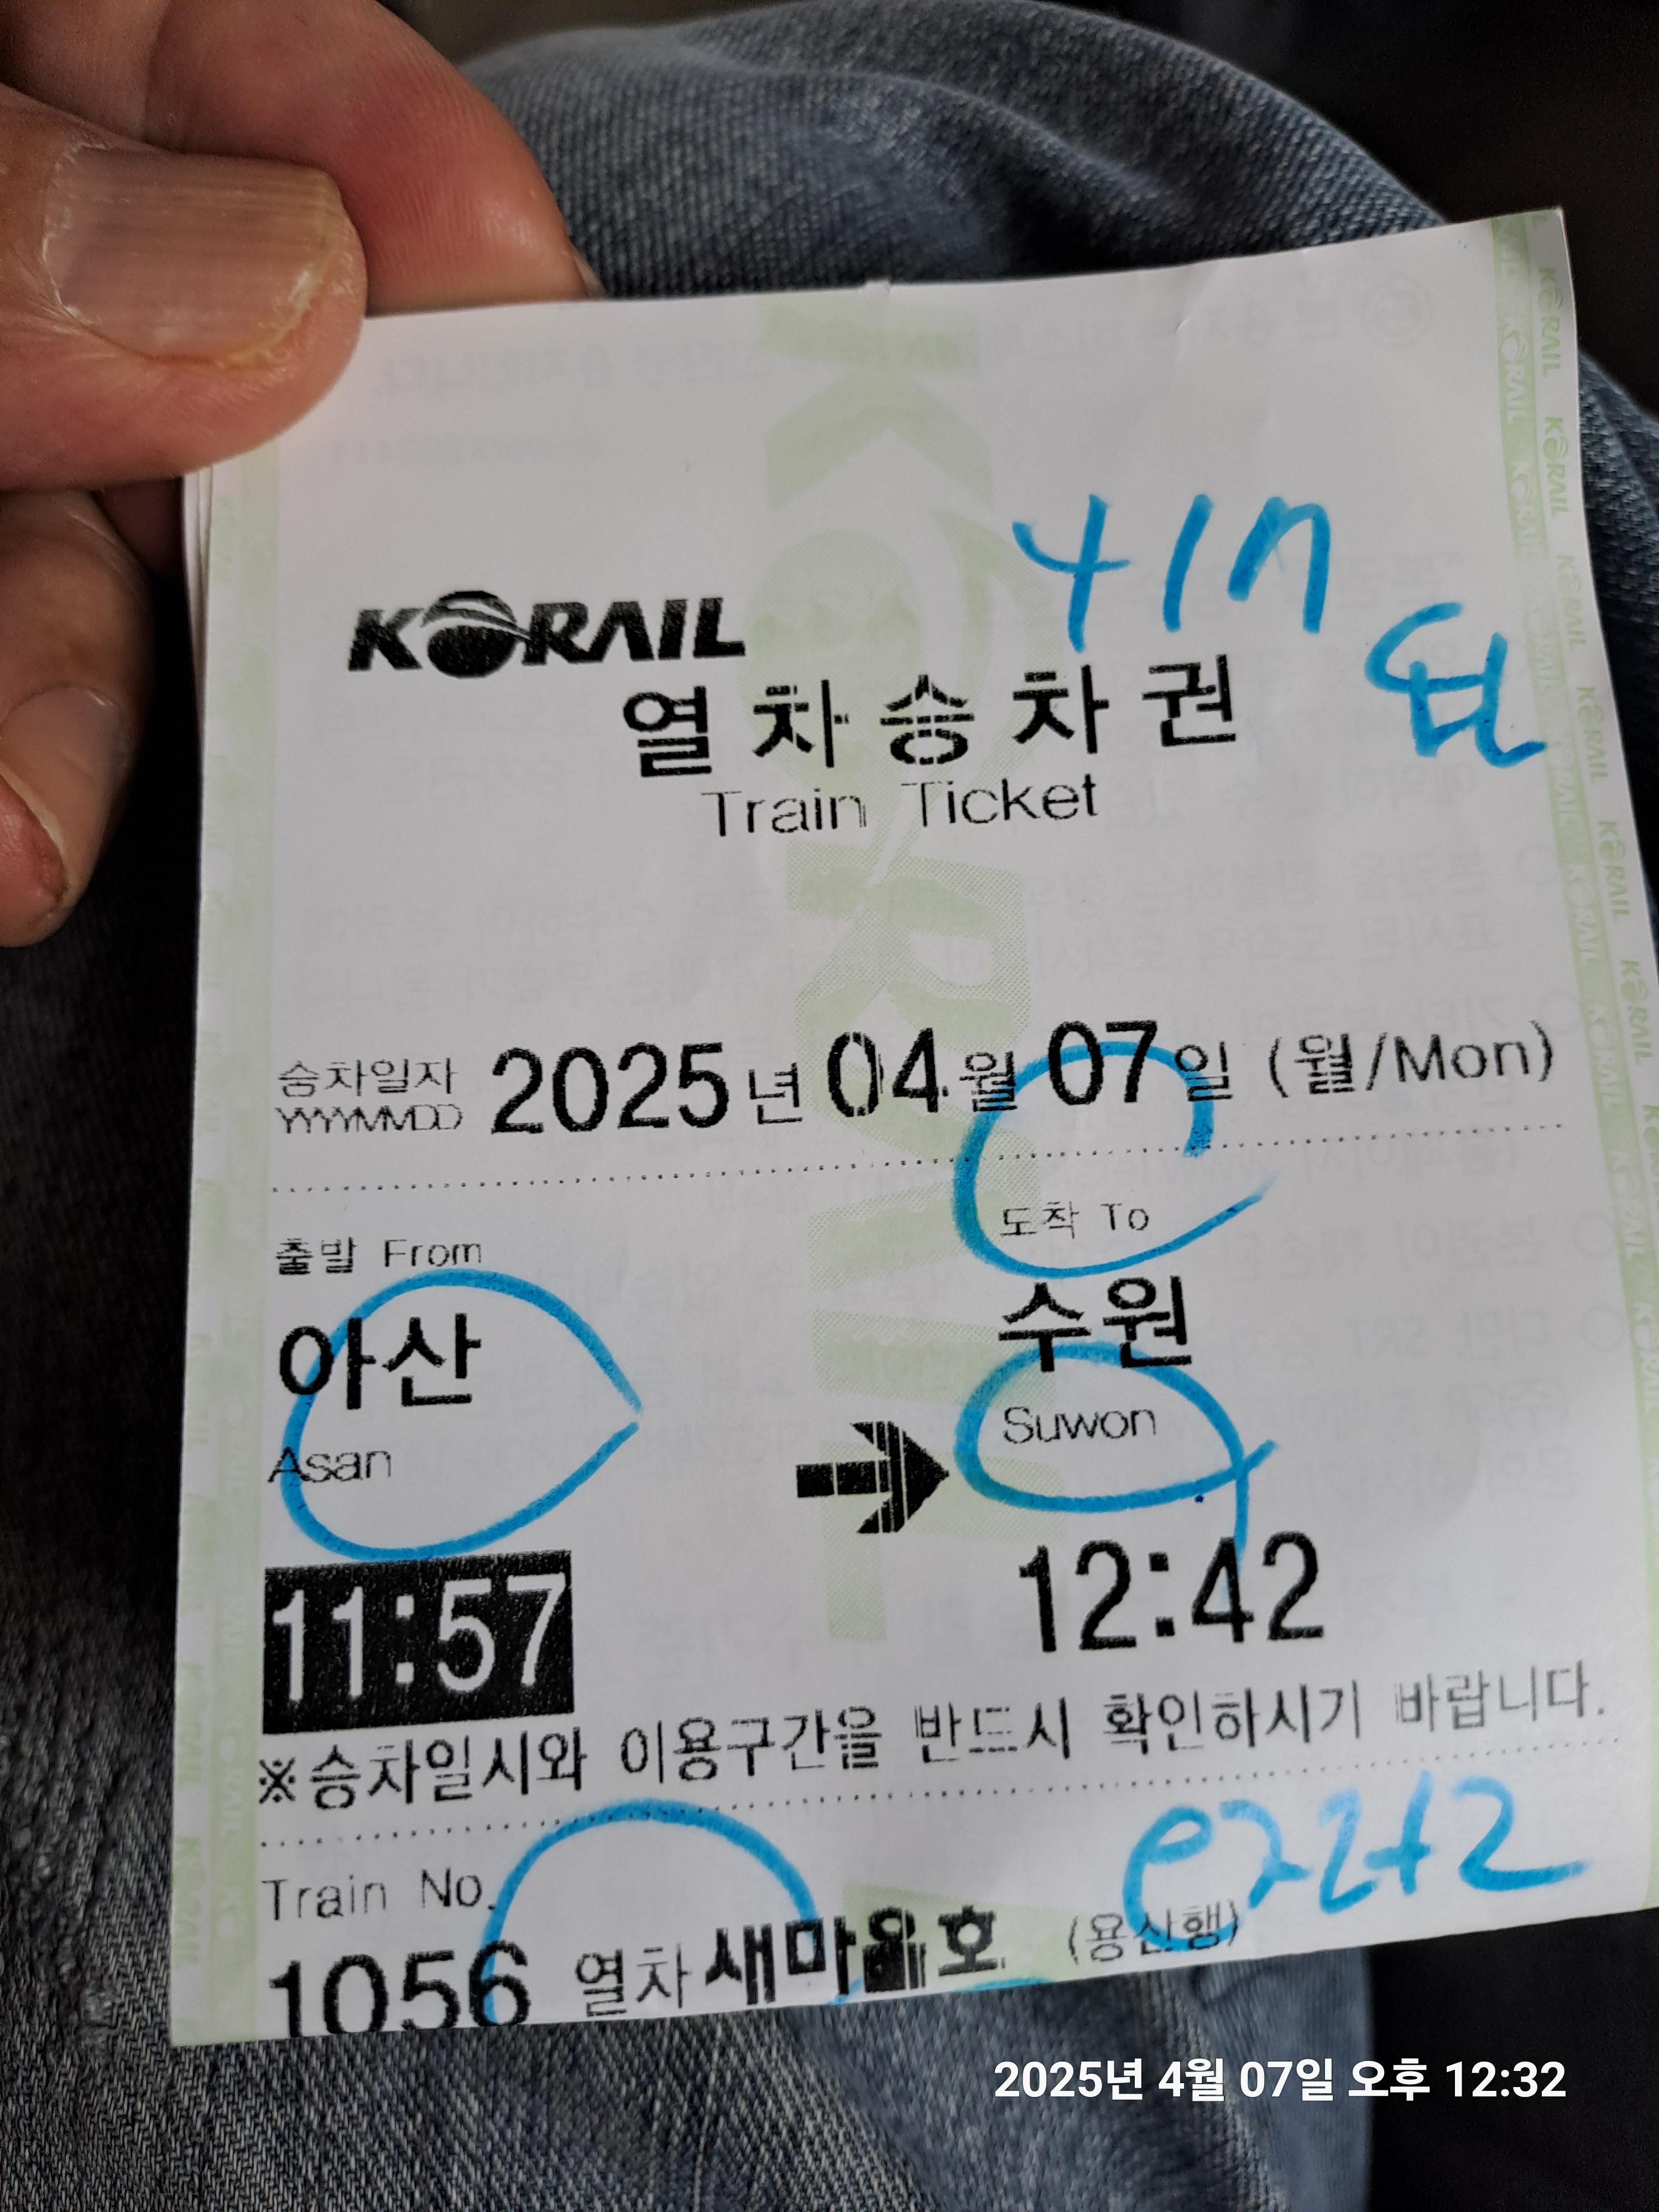 KORAIL
열차승차권
Train Ticket
승차일자 2025년 04월 07일 (월/Mon)
YYYYMMDD
출발 From
도착 To
아산
수원
Asan
Suwon
11:57
12:42
※승차일시와 이용구간을 반드시 확인하시기 바랍니다.
Train No.
1056 열차 새마을호 (용산행)
2025년 4월 07일 오후 12:32